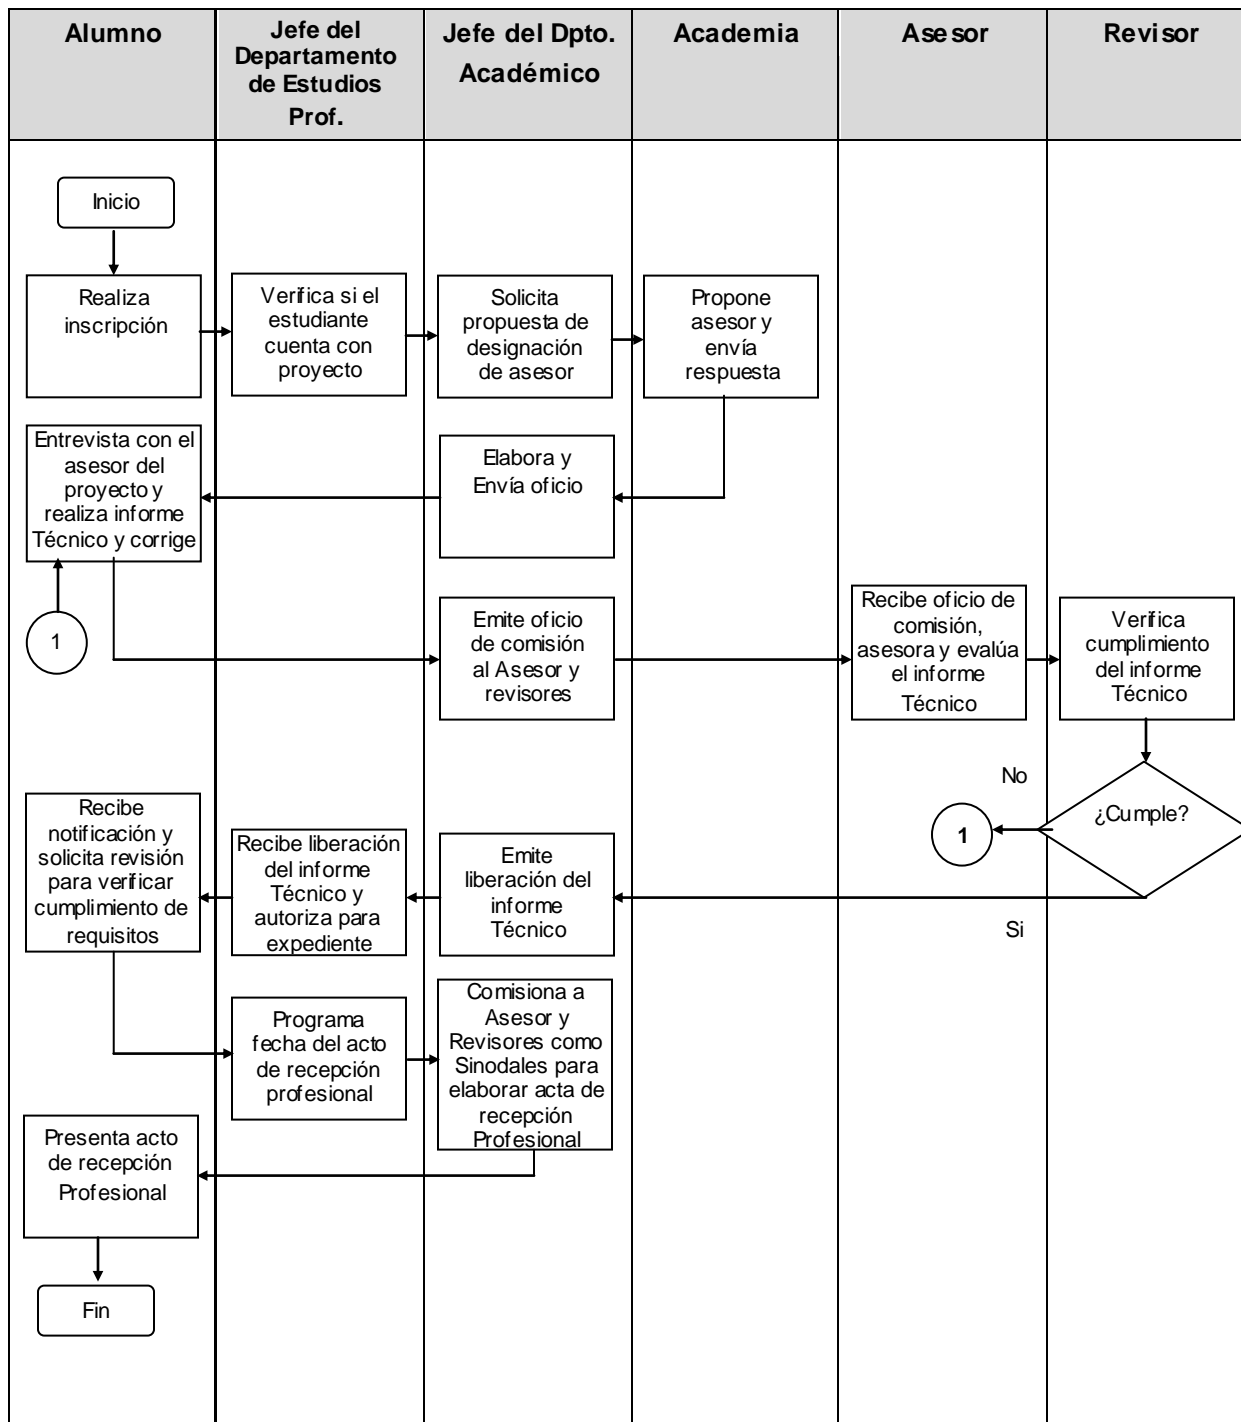 Alumno
Jefe del
Departamento
de Estudios
Prof.
Jefe del Dpto.
Académico
Academia
Asesor
Revisor
Inicio
Realiza
inscripción
Verifica si el
estudiante
cuenta con
proyecto
Solicita
propuesta de
designación
de asesor
Propone
asesor y
envía
respuesta
Entrevista con el
asesor del
proyecto y
realiza informe
Técnico y corrige
Elabora y
Envía oficio
1
Emite oficio
de comisión
al Asesor y
revisores
Recibe oficio de
comisión,
asesora y evalúa
el informe
Técnico
Verifica
cumplimiento
del informe
Técnico
No
¿Cumple?
1
Si
Recibe
notificación y
solicita revisión
para verificar
cumplimiento de
requisitos
Recibe liberación
del informe
Técnico y
autoriza para
expediente
Emite
liberación del
informe
Técnico
Programa
fecha del acto
de recepción
profesional
Comisiona a
Asesor y
Revisores como
Sinodales para
elaborar acta de
recepción
Profesional
Presenta acto
de recepción
Profesional
Fin